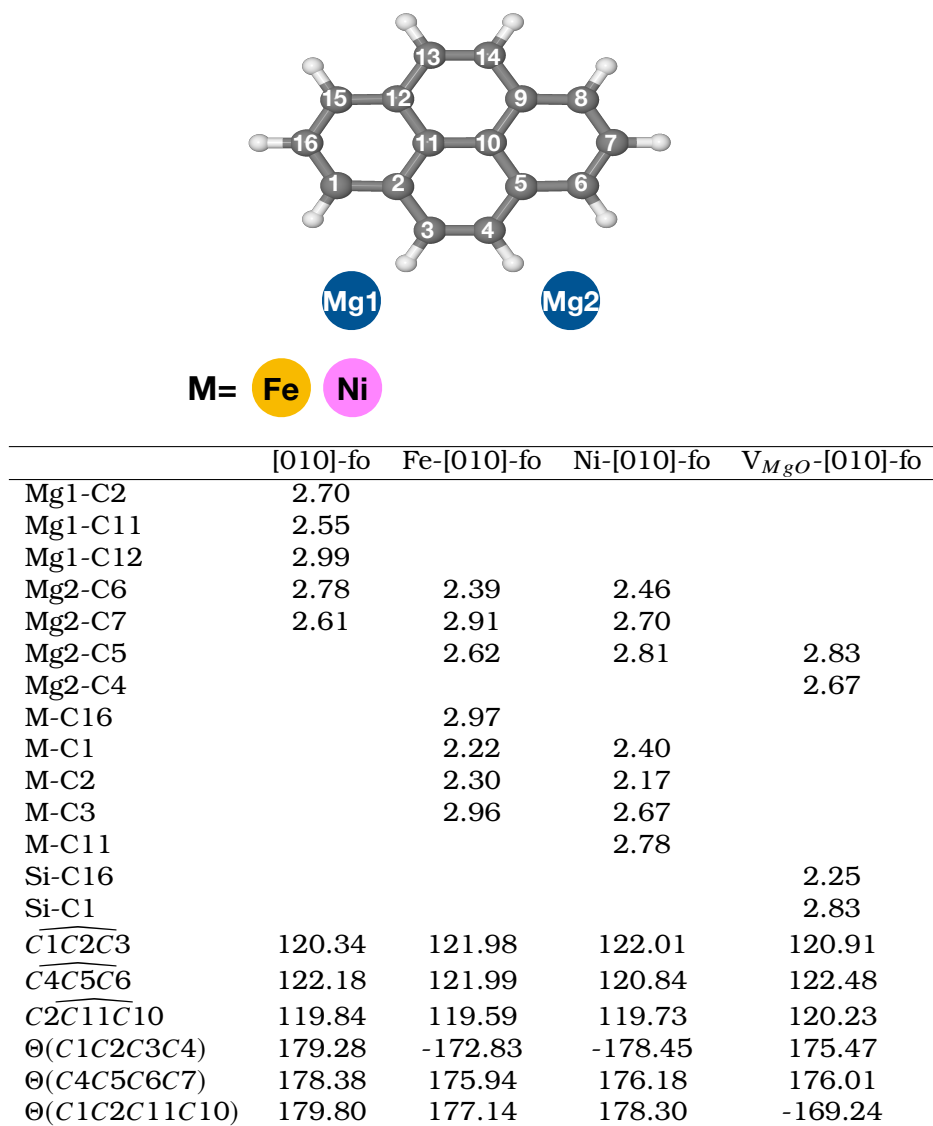 13 14
15 12 9 8
16 11 10 7
1 2 5 6
3 4
Mg1 Mg2
M= Fe Ni
[010]-fo Fe-[010]-fo Ni-[010]-fo V_{MgO}-[010]-fo
Mg1-C2 2.70
Mg1-C11 2.55
Mg1-C12 2.99
Mg2-C6 2.78 2.39 2.46
Mg2-C7 2.61 2.91 2.70
Mg2-C5 2.62 2.81 2.83
Mg2-C4 2.67
M-C16 2.97
M-C1 2.22 2.40
M-C2 2.30 2.17
M-C3 2.96 2.67
M-C11 2.78
Si-C16 2.25
Si-C1 2.83
C1C2C3 120.34 121.98 122.01 120.91
C4C5C6 122.18 121.99 120.84 122.48
C2C11C10 119.84 119.59 119.73 120.23
Θ(C1C2C3C4) 179.28 -172.83 -178.45 175.47
Θ(C4C5C6C7) 178.38 175.94 176.18 176.01
Θ(C1C2C11C10) 179.80 177.14 178.30 -169.24